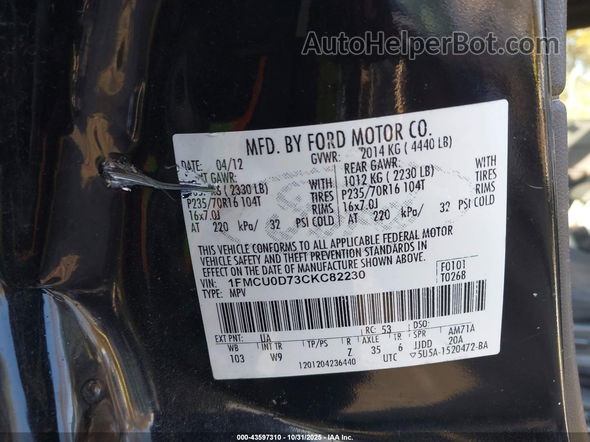 AutoHelperBot.com
MFD. BY FORD MOTOR CO.
DATE: 04/12 GVWR: 2014 KG ( 4440 LB)
GAWR: REAR GAWR:
KG ( 2330 LB) WITH 1012 KG ( 2230 LB) WITH
P235/70R16 104T TIRES P235/70R16 104T TIRES
16x7.0J RIMS 16x7.0J RIMS
AT 220 kPa/ 32 PSI COLD AT 220 kPa/ 32 PSI COLD
THIS VEHICLE CONFORMS TO ALL APPLICABLE FEDERAL MOTOR
VEHICLE SAFETY AND THEFT PREVENTION STANDARDS IN
EFFECT ON THE DATE OF MANUFACTURE SHOWN ABOVE.
VIN: 1FMCU0D73CKC82230 F0101
TYPE: MPV T0268
EXT PNT: UA RC: 53 DSO:
WB INT TR TP/PS R AXLE TR AM71A
103 W9 Z 35 6 JJDD 20A
1201204236440 UTC 5U5A-1520472-BA
000-43597310 - 10/31/2025 - IAA Inc.